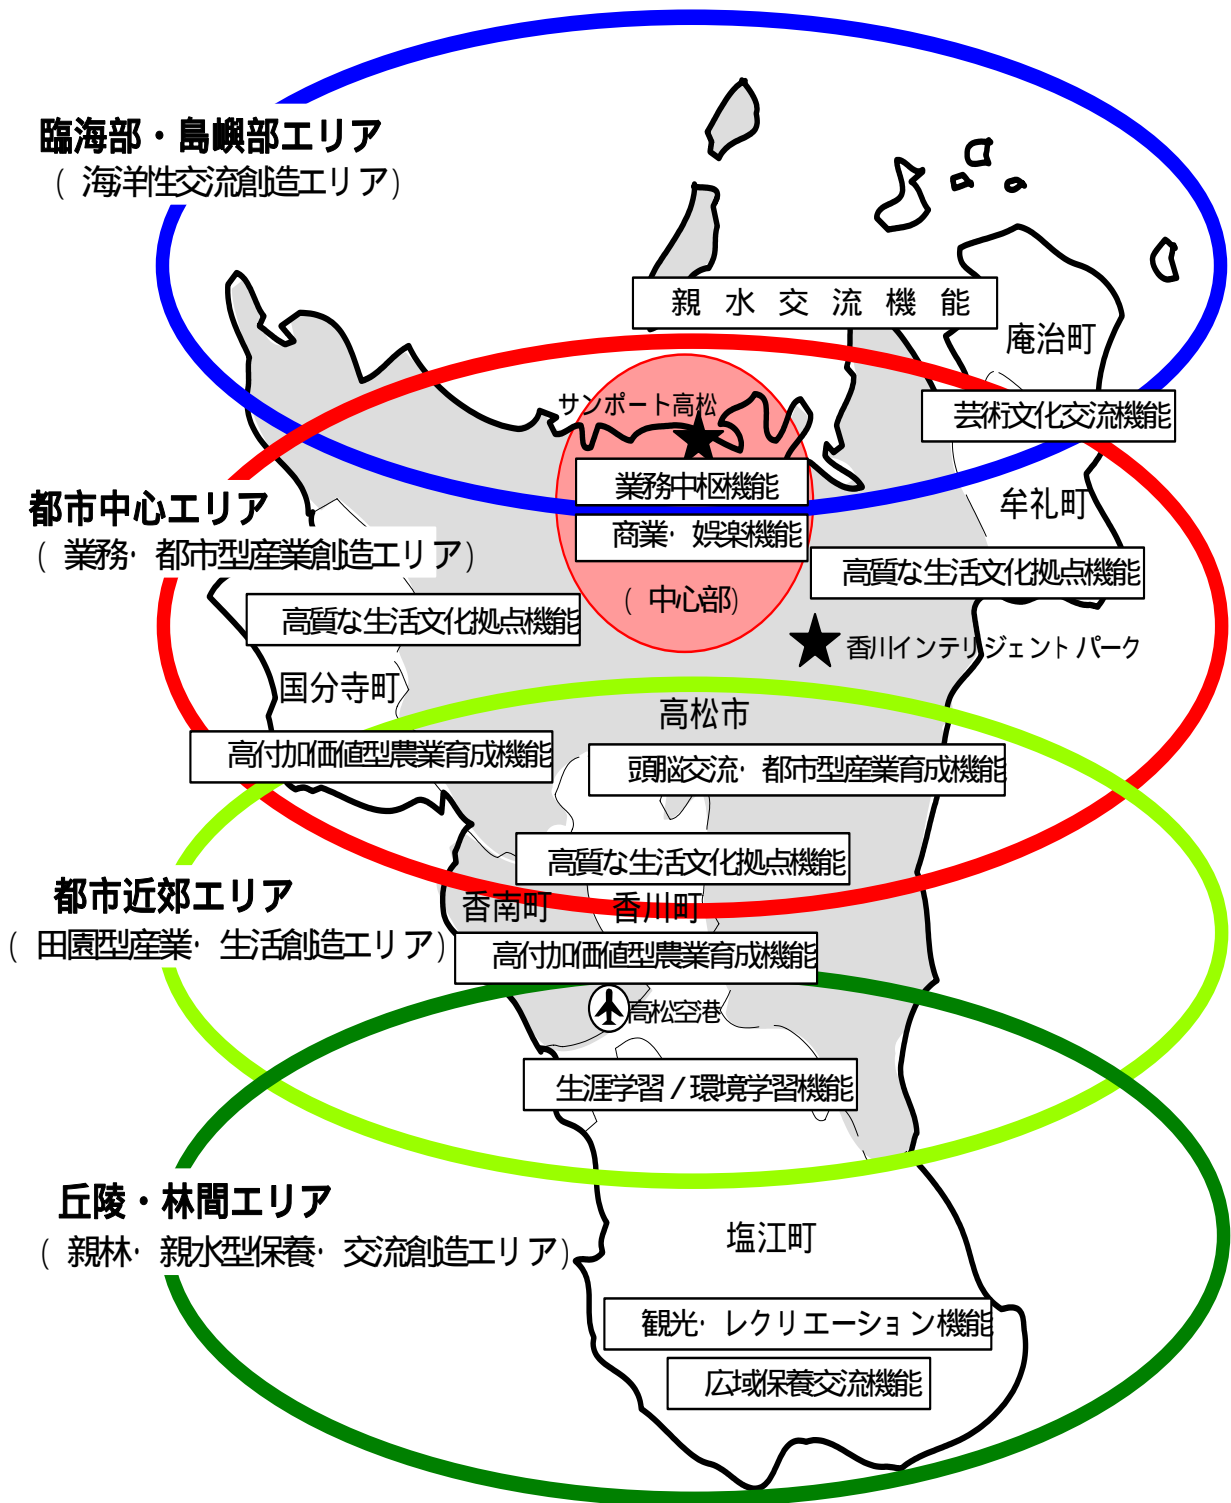 臨海部・島嶼部エリア
(海洋性交流創造エリア)
親水交流機能
庵治町
サンポート高松
芸術文化交流機能
業務中枢機能
都市中心エリア
牟礼町
商業・娯楽機能
(業務・都市型産業創造エリア)
高質な生活文化拠点機能
(中心部)
高質な生活文化拠点機能
香川インテリジェントパーク
国分寺町
高松市
高付加価値型農業育成機能
頭脳交流・都市型産業育成機能
高質な生活文化拠点機能
都市近郊エリア
香南町
香川町
(田園型産業・生活創造エリア)
高付加価値型農業育成機能
高松空港
生涯学習/環境学習機能
丘陵・林間エリア
塩江町
(親林・親水型保養・交流創造エリア)
観光・レクリエーション機能
広域保養交流機能